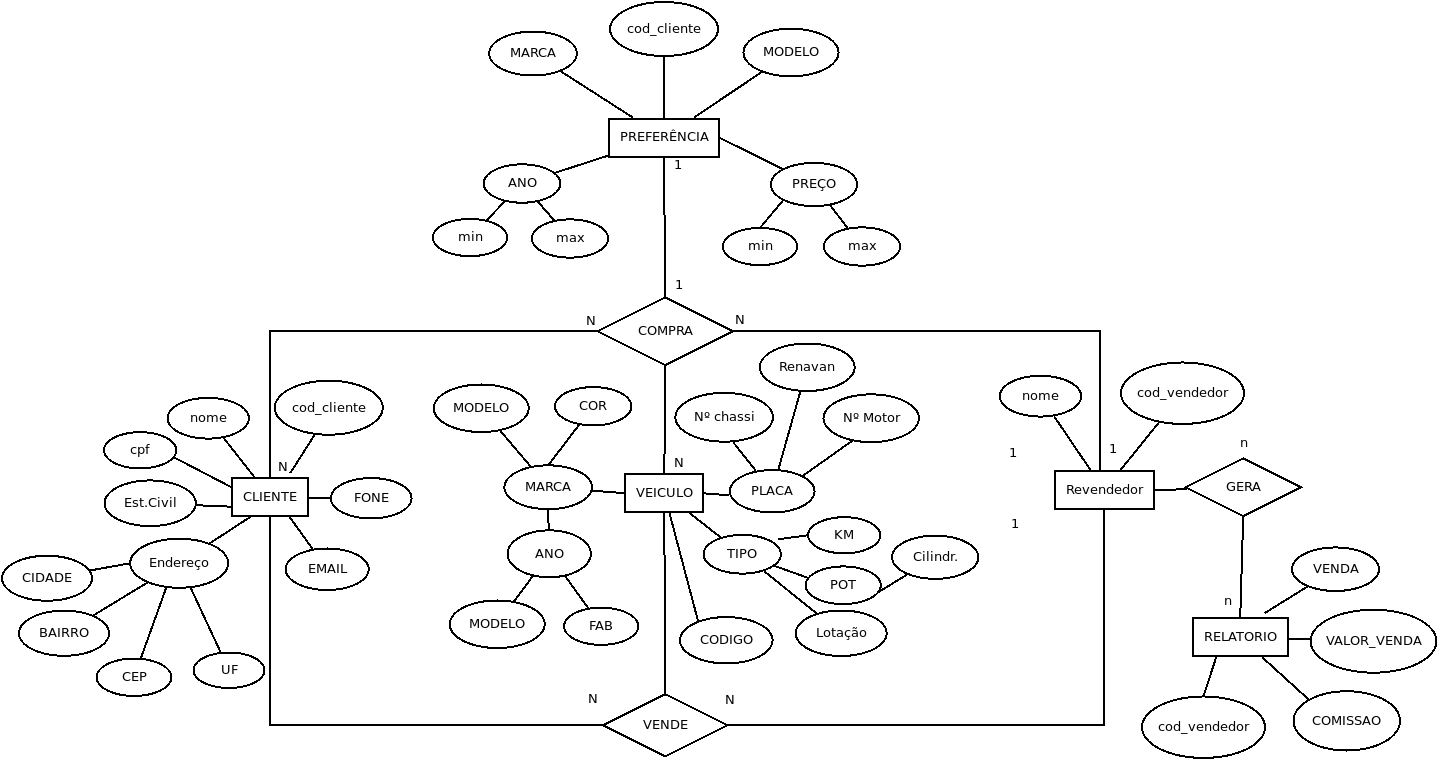 cod_cliente
MARCA
MODELO
PREFERÊNCIA
1
ANO
PREÇO
min
max
min
max
1
N
N
COMPRA
Renavan
nome
cod_vendedor
MODELO
COR
cod_cliente
nome
Nº chassi
Nº Motor
cpf
1
1
n
N
N
CLIENTE
FONE
Est.Civil
MARCA
VEICULO
PLACA
Revendedor
GERA
1
KM
TIPO
ANO
Cilindr.
Endereço
EMAIL
CIDADE
POT
VENDA
n
MODELO
FAB
CODIGO
Lotação
BAIRRO
RELATORIO
VALOR_VENDA
CEP
UF
N
N
VENDE
cod_vendedor
COMISSAO